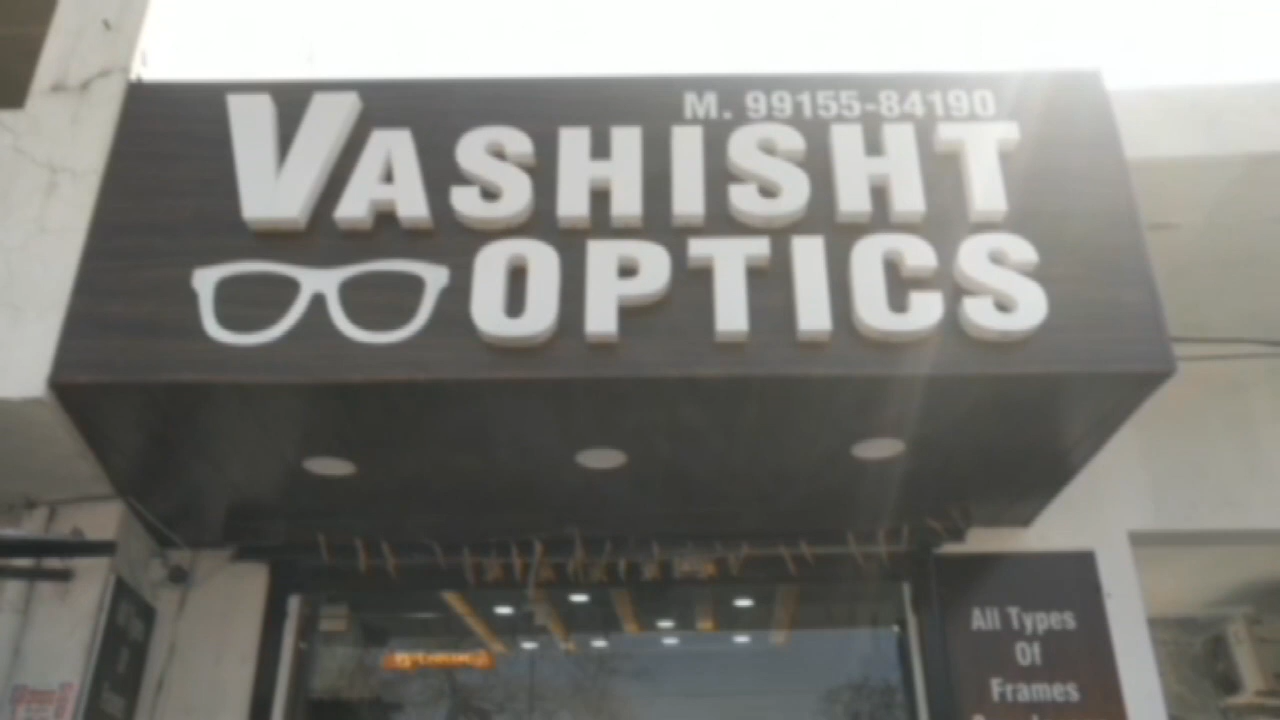 M. 99155-84190
VASHISHT
OPTICS
All Types
Of
Frames